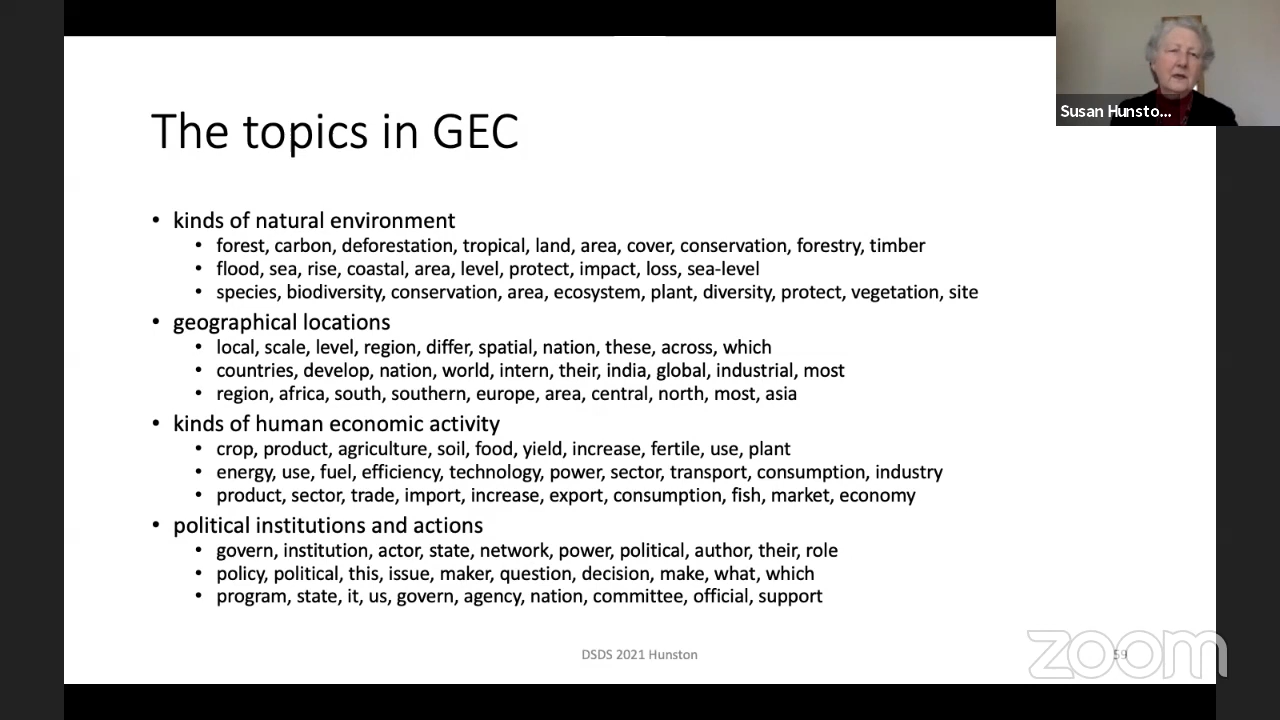 Susan Hunsto...
The topics in GEC
• kinds of natural environment
• forest, carbon, deforestation, tropical, land, area, cover, conservation, forestry, timber
• flood, sea, rise, coastal, area, level, protect, impact, loss, sea-level
• species, biodiversity, conservation, area, ecosystem, plant, diversity, protect, vegetation, site
• geographical locations
• local, scale, level, region, differ, spatial, nation, these, across, which
• countries, develop, nation, world, intern, their, india, global, industrial, most
• region, africa, south, southern, europe, area, central, north, most, asia
• kinds of human economic activity
• crop, product, agriculture, soil, food, yield, increase, fertile, use, plant
• energy, use, fuel, efficiency, technology, power, sector, transport, consumption, industry
• product, sector, trade, import, increase, export, consumption, fish, market, economy
• political institutions and actions
• govern, institution, actor, state, network, power, political, author, their, role
• policy, political, this, issue, maker, question, decision, make, what, which
• program, state, it, us, govern, agency, nation, committee, official, support
DSDS 2021 Hunston
59
zoom